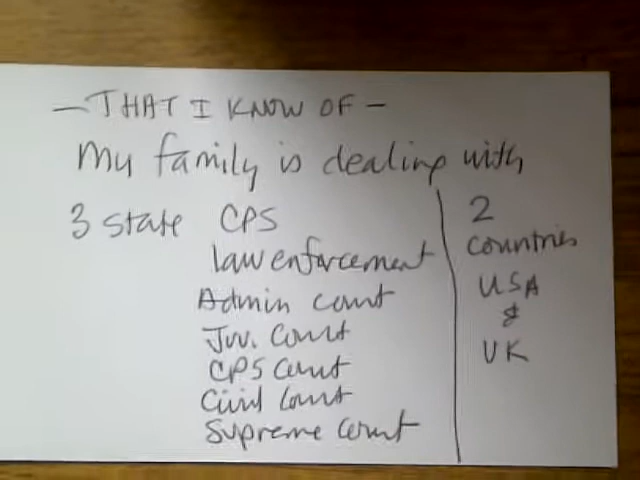 — THAT I KNOW OF —
My family is dealing with
3 state CPS
law enforcement
Admin court
Juv. Court
CPS Court
Civil Court
Supreme Court
2
countries
USA
&
UK